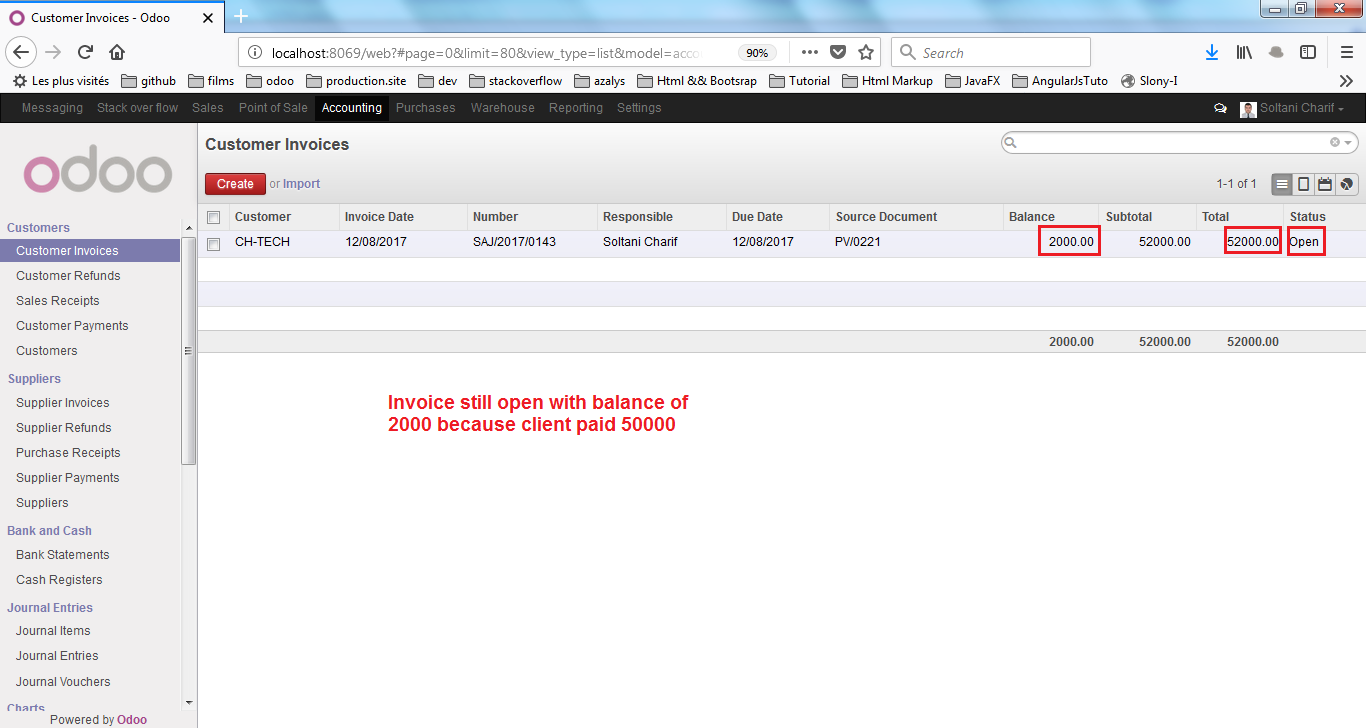 Customer Invoices - Odoo
localhost:8069/web?#page=0&limit=80&view_type=list&model=acco
90%
Search
Les plus visités github films odoo production.site dev stackoverflow azalys Html && Bootsrap Tutorial Html Markup JavaFX AngularJsTuto Slony-I
Messaging Stack over flow Sales Point of Sale Accounting Purchases Warehouse Reporting Settings Soltani Charif
odoo
Customers
Customer Invoices
Customer Refunds
Sales Receipts
Customer Payments
Customers
Suppliers
Supplier Invoices
Supplier Refunds
Purchase Receipts
Supplier Payments
Suppliers
Bank and Cash
Bank Statements
Cash Registers
Journal Entries
Journal Items
Journal Entries
Journal Vouchers
Charts
Powered by Odoo
Customer Invoices
Create or Import
1-1 of 1
Customer Invoice Date Number Responsible Due Date Source Document Balance Subtotal Total Status
CH-TECH 12/08/2017 SAJ/2017/0143 Soltani Charif 12/08/2017 PV/0221 2000.00 52000.00 52000.00 Open
2000.00 52000.00 52000.00
Invoice still open with balance of
2000 because client paid 50000